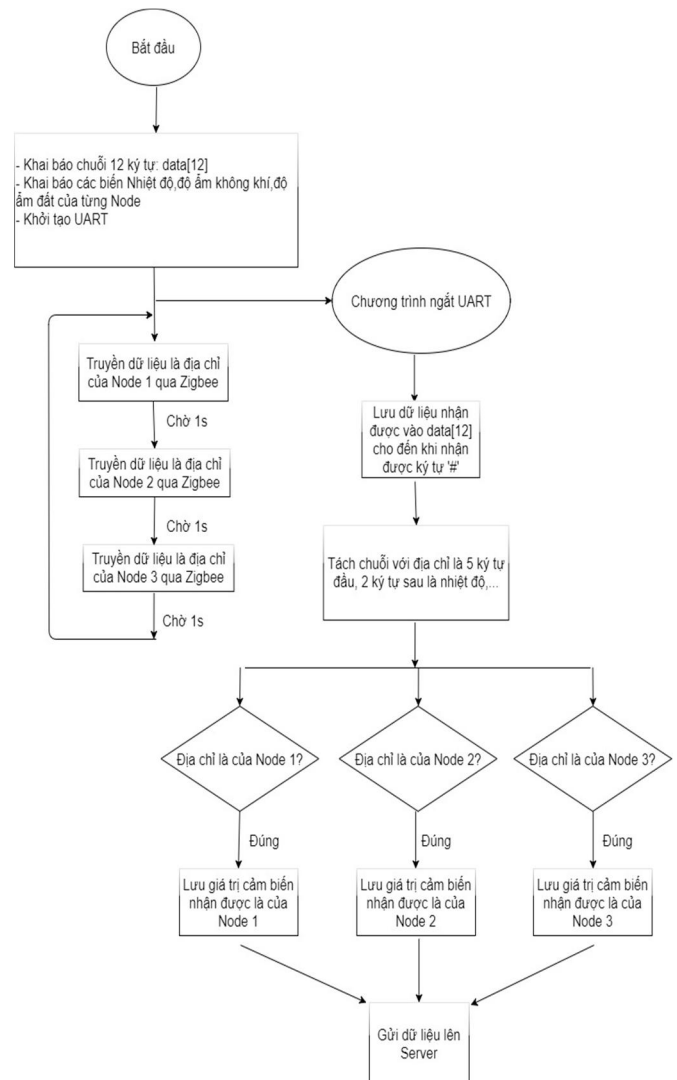 Bắt đầu
- Khai báo chuỗi 12 ký tự: data[12]
- Khai báo các biến Nhiệt độ,độ ẩm không khí,độ
ẩm đất của từng Node
- Khởi tạo UART
Chương trình ngắt UART
Truyền dữ liệu là địa chỉ
của Node 1 qua Zigbee
Chờ 1s
Truyền dữ liệu là địa chỉ
của Node 2 qua Zigbee
Chờ 1s
Truyền dữ liệu là địa chỉ
của Node 3 qua Zigbee
Chờ 1s
Lưu dữ liệu nhận
được vào data[12]
cho đến khi nhận
được ký tự '#'
Tách chuỗi với địa chỉ là 5 ký tự
đầu, 2 ký tự sau là nhiệt độ,...
Địa chỉ là của Node 1?
Địa chỉ là của Node 2?
Địa chỉ là của Node 3?
Đúng
Đúng
Đúng
Lưu giá trị cảm biến
nhận được là của
Node 1
Lưu giá trị cảm biến
nhận được là của
Node 2
Lưu giá trị cảm biến
nhận được là của
Node 3
Gửi dữ liệu lên
Server